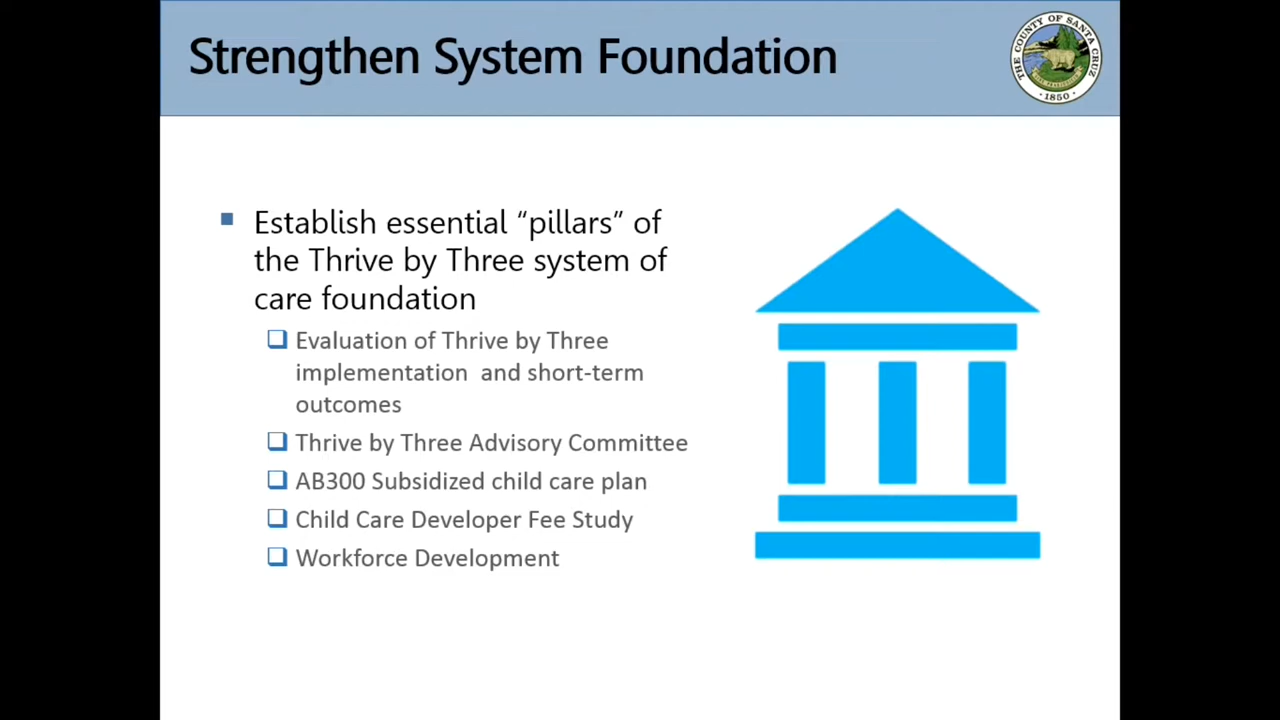 Strengthen System Foundation
THE COUNTY OF SANTA CRUZ
1850
Establish essential “pillars” of
the Thrive by Three system of
care foundation
Evaluation of Thrive by Three
implementation and short-term
outcomes
Thrive by Three Advisory Committee
AB300 Subsidized child care plan
Child Care Developer Fee Study
Workforce Development